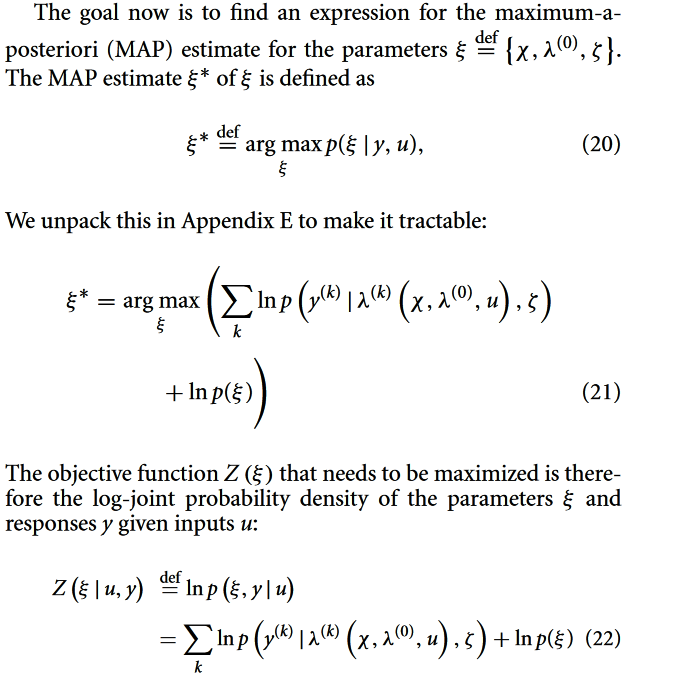 The goal now is to find an expression for the maximum-a-
posteriori (MAP) estimate for the parameters ξ ≝ {χ, λ⁽⁰⁾, ζ}.
The MAP estimate ξ* of ξ is defined as
ξ* ≝ arg max_ξ p(ξ | y, u), (20)
We unpack this in Appendix E to make it tractable:
ξ* = arg max_ξ (∑_k ln p (y⁽ᵏ⁾ | λ⁽ᵏ⁾ (χ, λ⁽⁰⁾, u) , ζ)
+ ln p(ξ)) (21)
The objective function Z (ξ) that needs to be maximized is there-
fore the log-joint probability density of the parameters ξ and
responses y given inputs u:
Z (ξ | u, y) ≝ ln p (ξ, y | u)
= ∑_k ln p (y⁽ᵏ⁾ | λ⁽ᵏ⁾ (χ, λ⁽⁰⁾, u) , ζ) + ln p(ξ) (22)